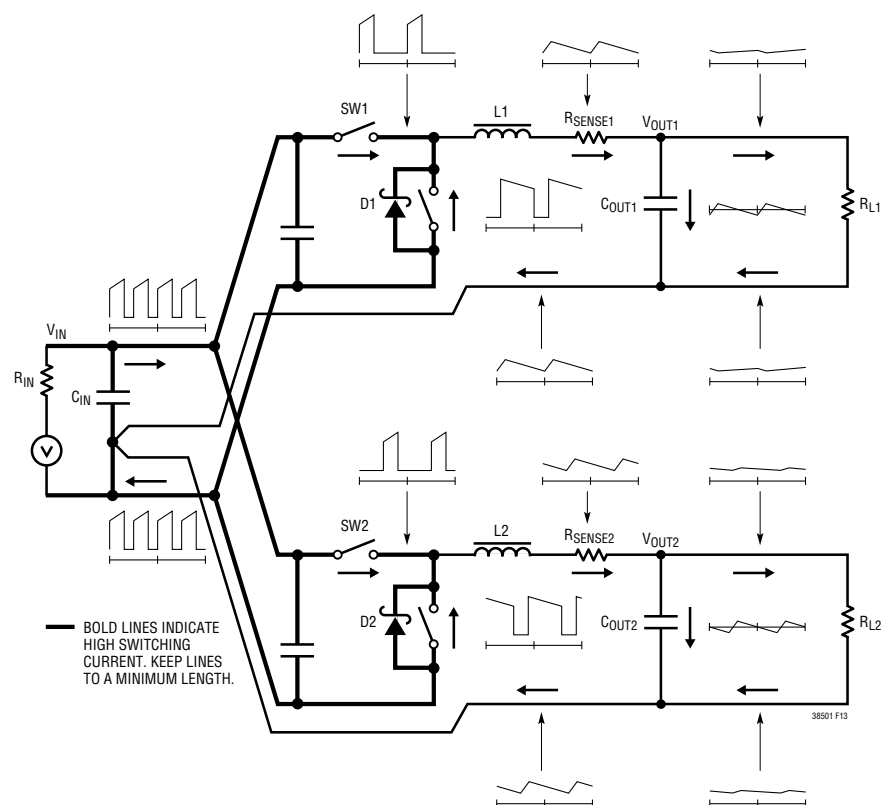 SW1
L1
RSENSE1
VOUT1
D1
COUT1
RL1
VIN
RIN
CIN
V
SW2
L2
RSENSE2
VOUT2
D2
COUT2
RL2
BOLD LINES INDICATE
HIGH SWITCHING
CURRENT. KEEP LINES
TO A MINIMUM LENGTH.
38501 F13